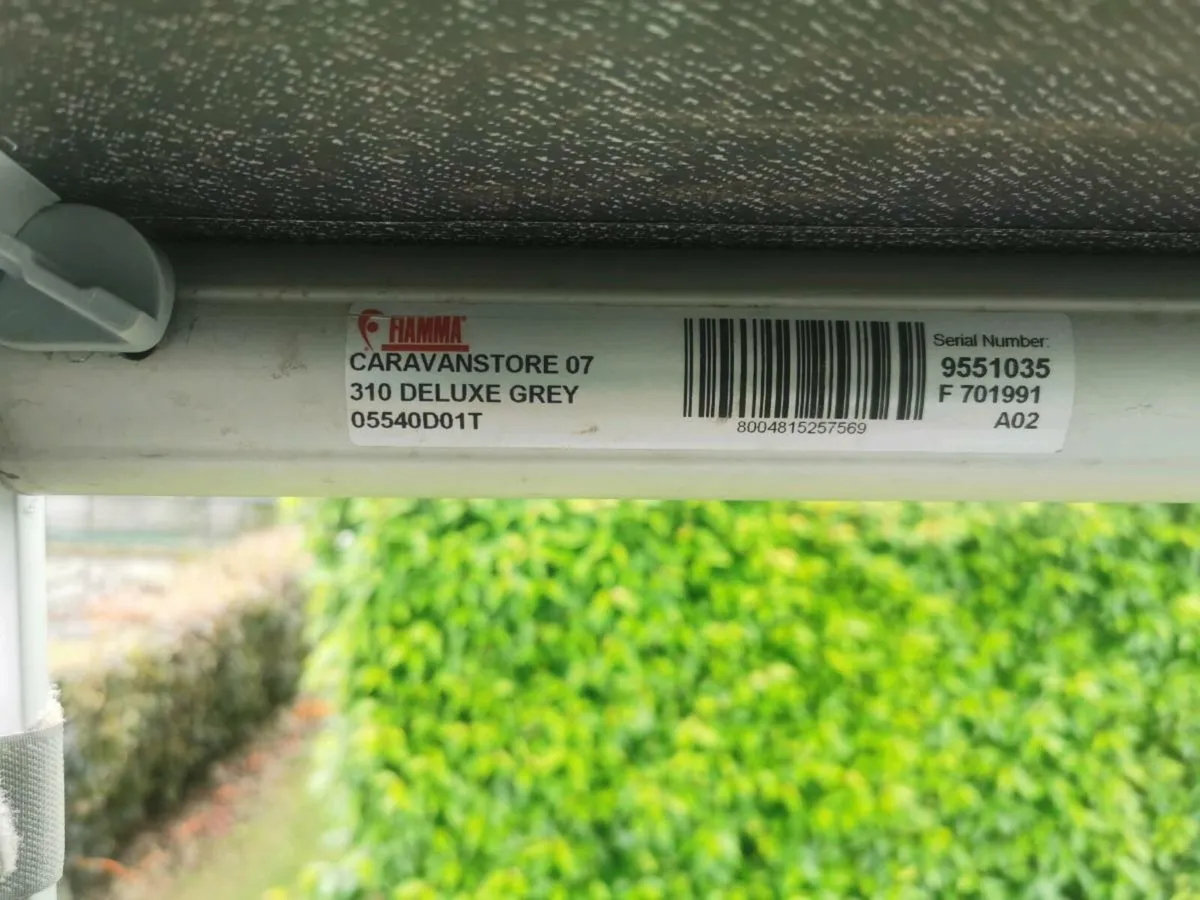 FIAMMA
CARAVANSTORE 07
310 DELUXE GREY
05540D01T
8004815257569
Serial Number:
9551035
F 701991
A02